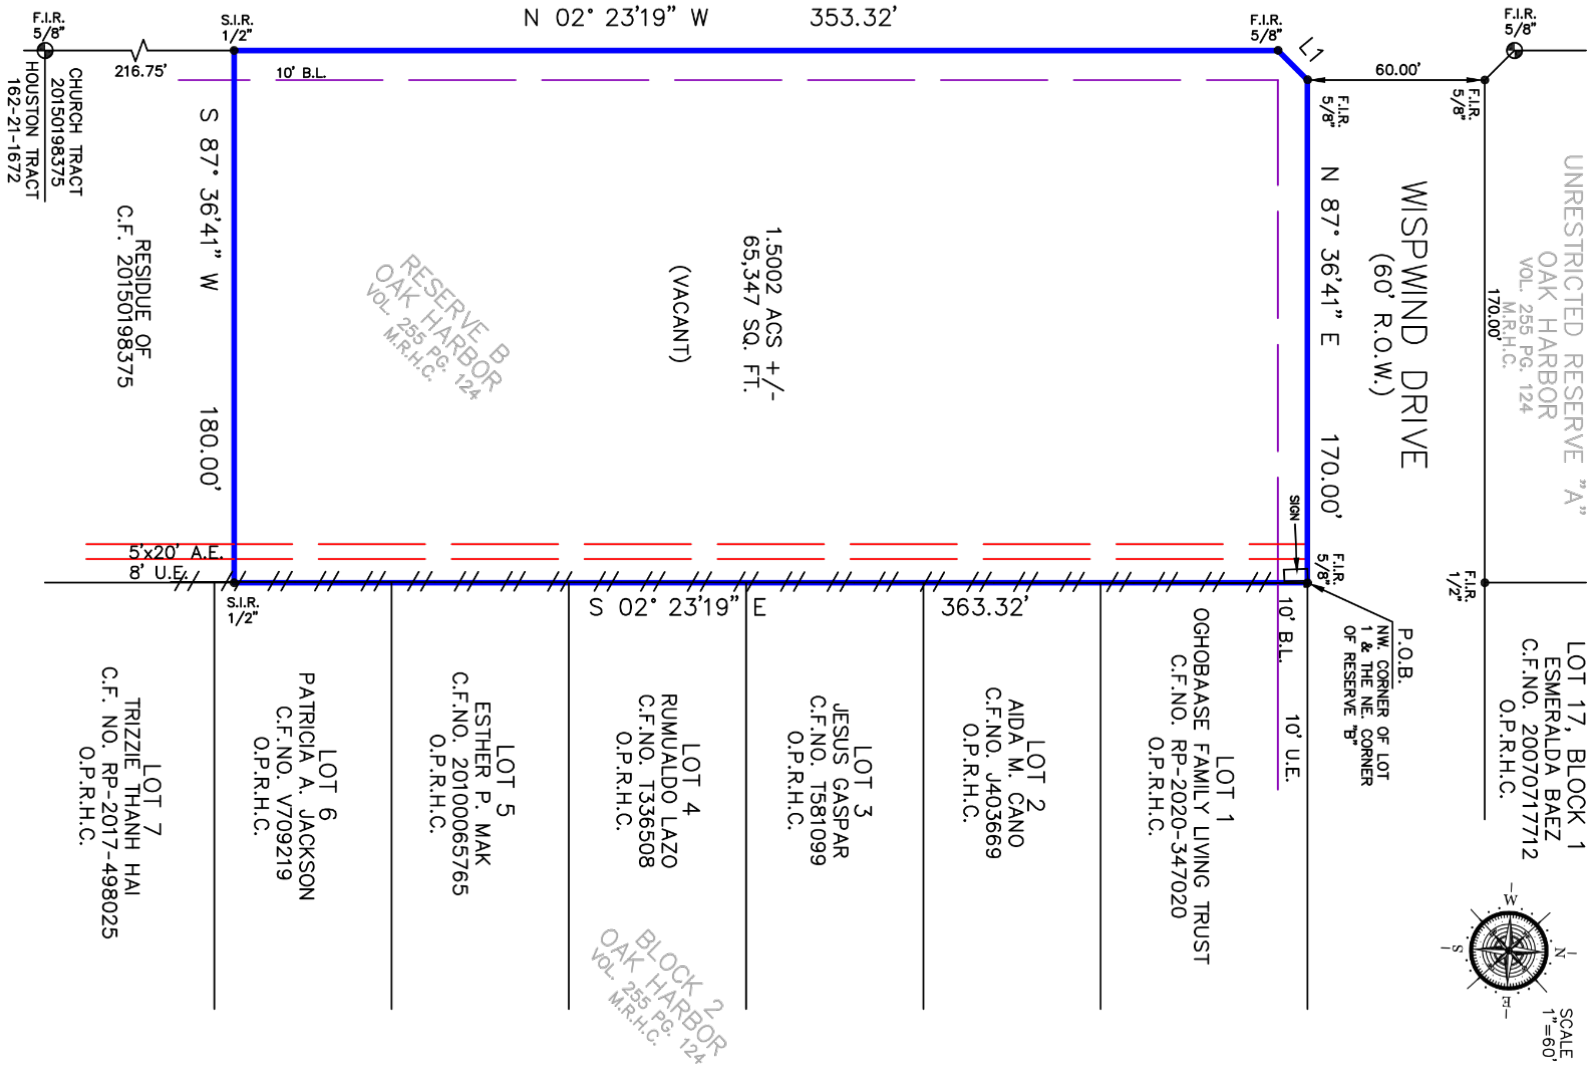 N 02° 23'19" W 353.32'
F.I.R.
5/8"
S.I.R.
1/2"
F.I.R.
5/8"
L1
F.I.R.
5/8"
216.75'
10' B.L.
60.00'
F.I.R.
5/8"
F.I.R.
5/8"
CHURCH TRACT
20150198375
HOUSTON TRACT
162-21-1672
S 87° 36'41" W 180.00'
RESIDUE OF
C.F. 20150198375
RESERVE B
OAK HARBOR
VOL. 255 PG. 124
M.R.H.C.
1.5002 ACS +/-
65,347 SQ. FT.
(VACANT)
N 87° 36'41" E 170.00'
WISPWIND DRIVE
(60' R.O.W.)
170.00'
UNRESTRICTED RESERVE "A"
OAK HARBOR
VOL. 255 PG. 124
M.R.H.C.
SIGN
5'x20' A.E.
8' U.E.
F.I.R.
5/8"
F.I.R.
1/2"
S.I.R.
1/2"
S 02° 23'19" E 363.32'
10' B.L.
10' U.E.
P.O.B.
NW. CORNER OF LOT
1 & THE NE. CORNER
OF RESERVE "B"
LOT 17, BLOCK 1
ESMERALDA BAEZ
C.F.NO. 20070717712
O.P.R.H.C.
LOT 1
OGHOBAASE FAMILY LIVING TRUST
C.F.NO. RP-2020-347020
O.P.R.H.C.
LOT 2
AIDA M. CANO
C.F.NO. J403669
O.P.R.H.C.
LOT 3
JESUS GASPAR
C.F.NO. T581099
O.P.R.H.C.
LOT 4
RUMUALDO LAZO
C.F.NO. T336508
O.P.R.H.C.
LOT 5
ESTHER P. MAK
C.F.NO. 20100065765
O.P.R.H.C.
LOT 6
PATRICIA A. JACKSON
C.F.NO. V709219
O.P.R.H.C.
LOT 7
TRIZZIE THANH HAI
C.F. NO. RP-2017-498025
O.P.R.H.C.
BLOCK 2
OAK HARBOR
VOL. 255 PG. 124
M.R.H.C.
W
N
S
E
SCALE
1"=60'